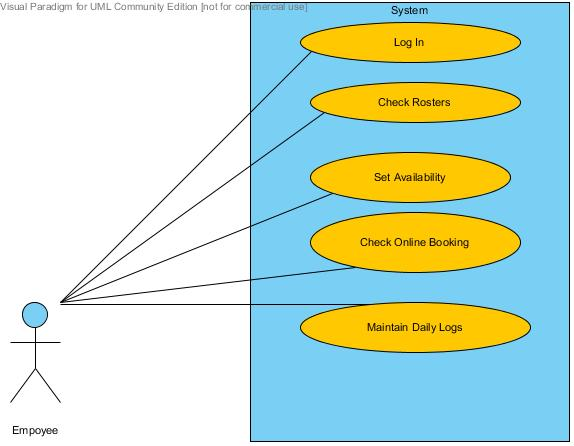 Visual Paradigm for UML Community Edition [not for commercial use]
System
Log In
Check Rosters
Set Availability
Check Online Booking
Maintain Daily Logs
Empoyee